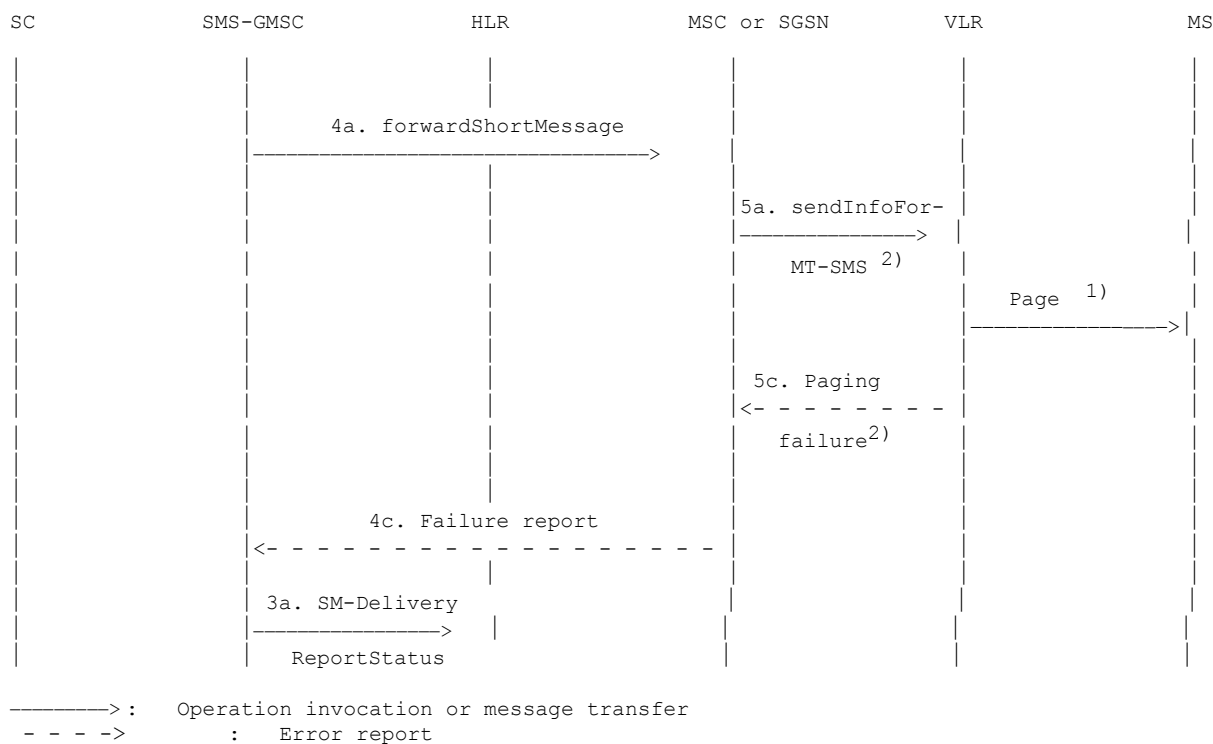 SC SMS-GMSC HLR MSC or SGSN VLR MS
4a. forwardShortMessage
5a. sendInfoFor-
MT-SMS 2)
Page 1)
5c. Paging
failure2)
4c. Failure report
3a. SM-Delivery
ReportStatus
: Operation invocation or message transfer
: Error report